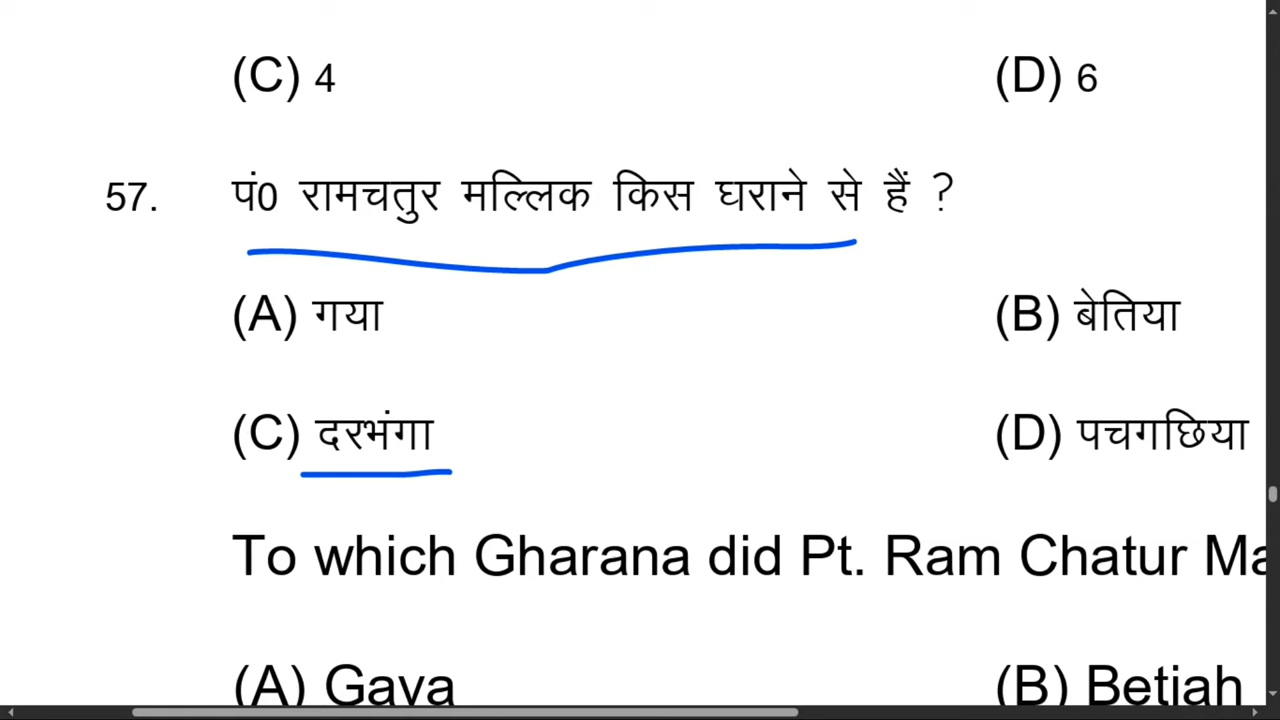 (C) 4 (D) 6
57. पं0 रामचतुर मल्लिक किस घराने से हैं ?
(A) गया (B) बेतिया
(C) दरभंगा (D) पचगछिया
To which Gharana did Pt. Ram Chatur Ma
(A) Gaya (B) Betiah